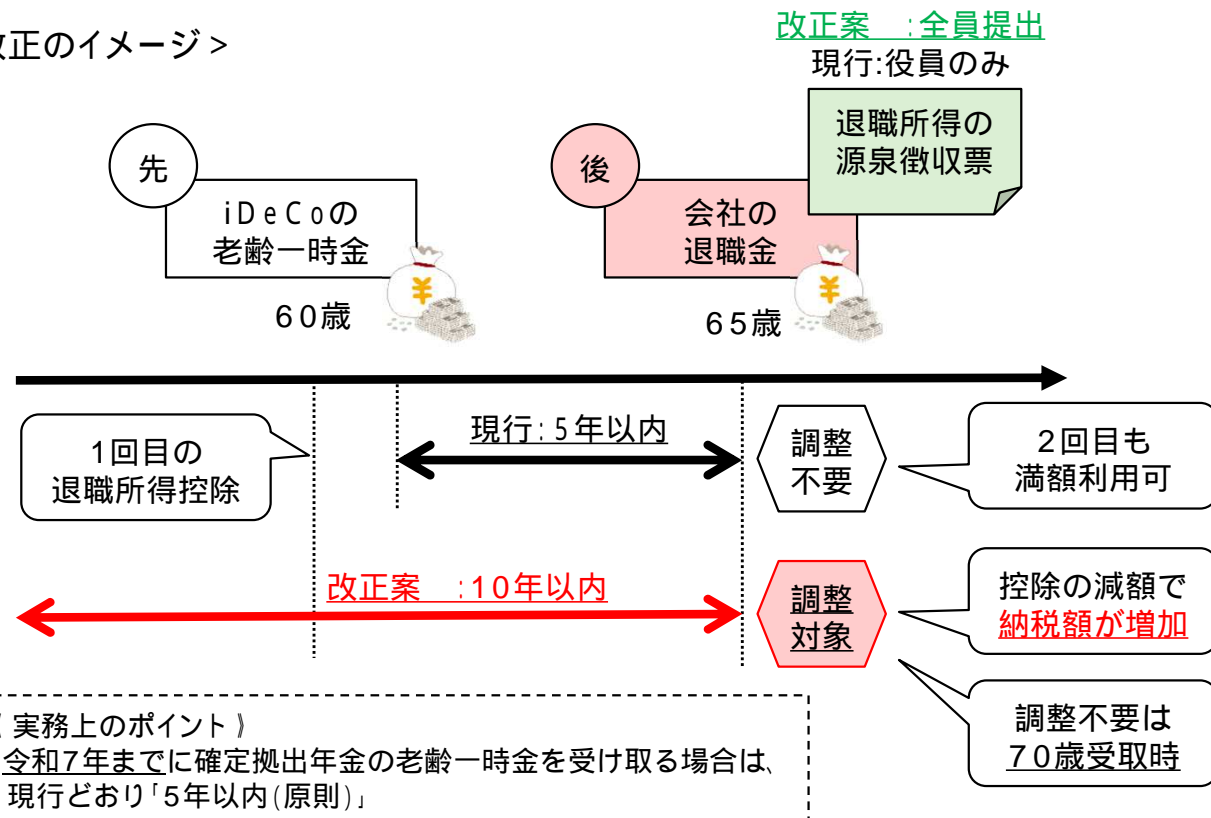 改正のイメージ >
改正案 :全員提出
現行:役員のみ
退職所得の
源泉徴収票
先
iDeCoの
老齢一時金
60歳
後
会社の
退職金
65歳
1回目の
退職所得控除
現行:5年以内
調整
不要
2回目も
満額利用可
改正案 :10年以内
調整
対象
控除の減額で
納税額が増加
調整不要は
70歳受取時
実務上のポイント 》
令和7年までに確定拠出年金の老齢一時金を受け取る場合は、
現行どおり「5年以内(原則)」